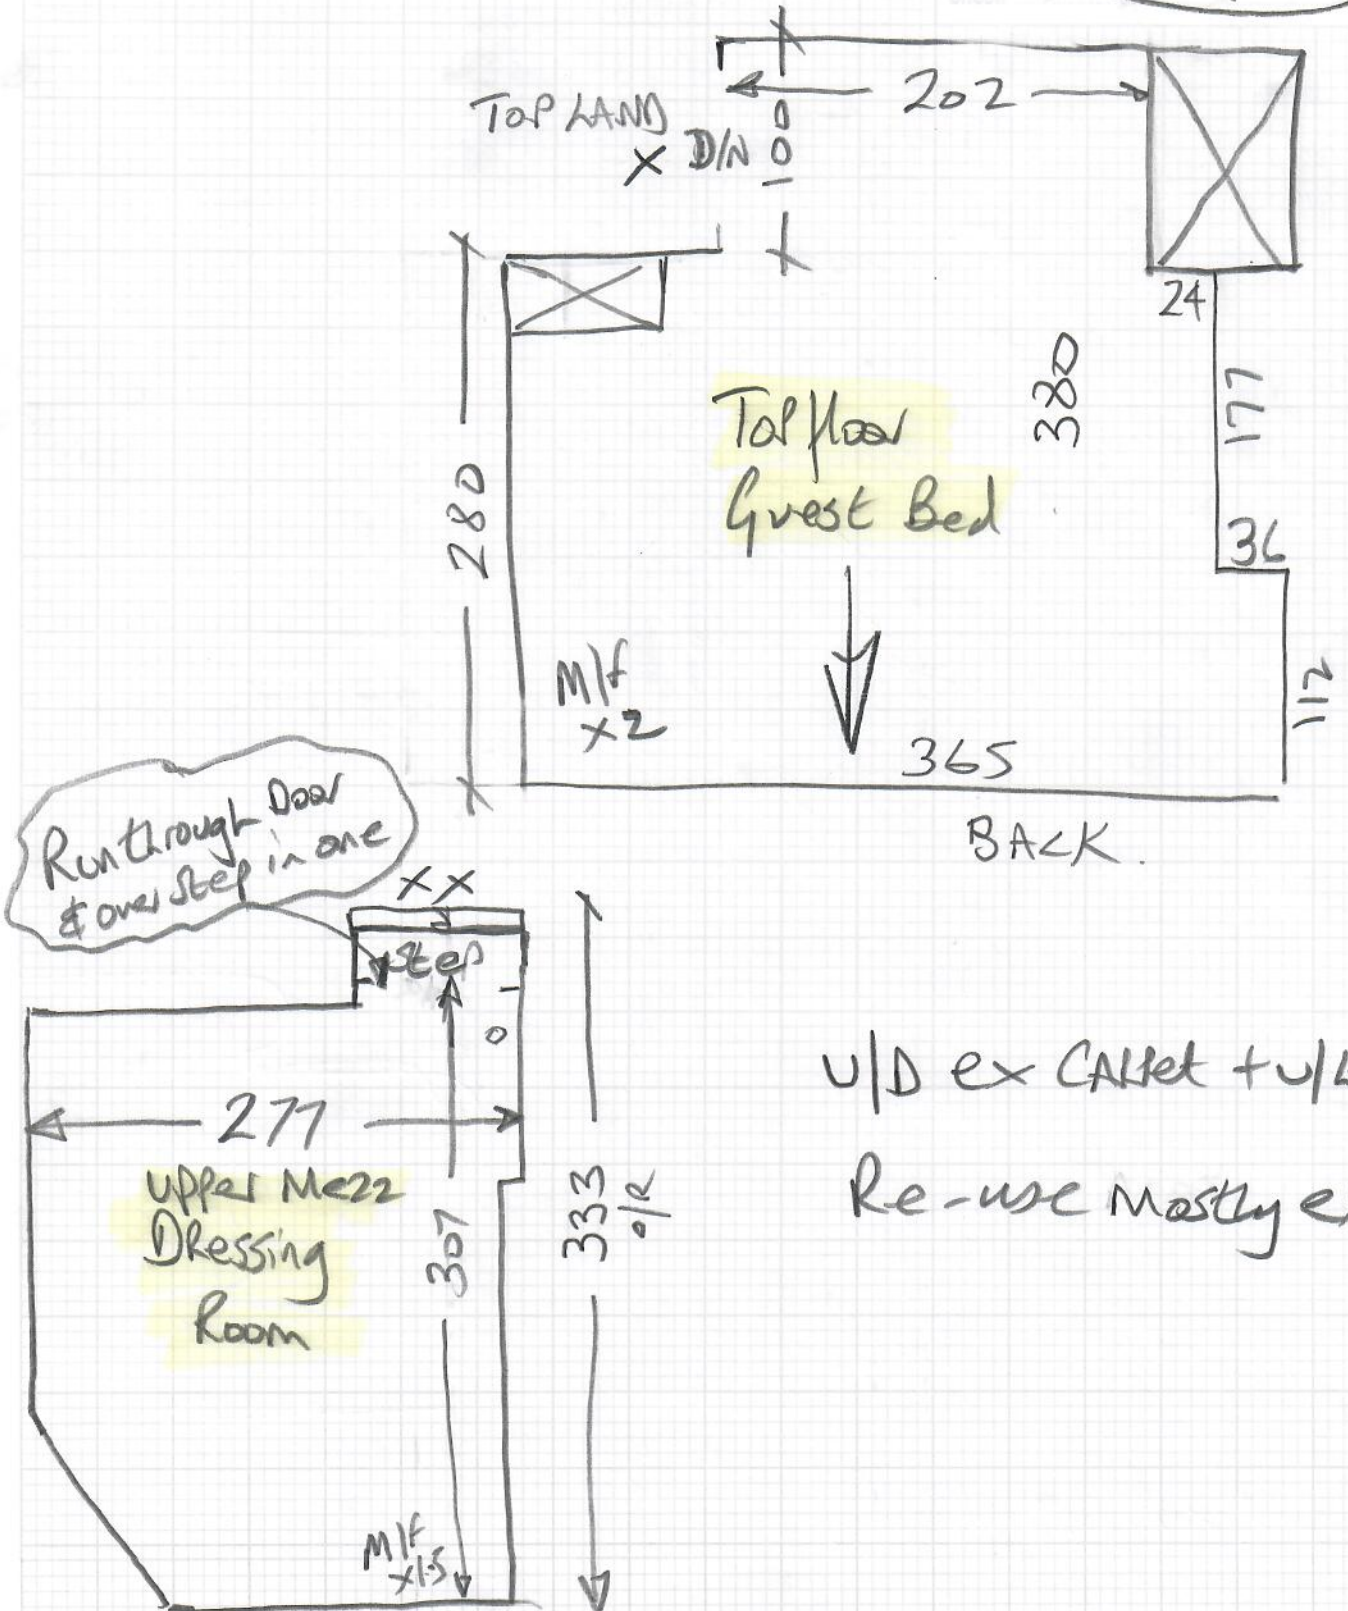 202
TOP LAND
X D/N
24
380
177
Top floor
Guest Bed
280
36
M/f
x2
112
365
BACK.
Run through Door
& over step in one
XX
step
277
Upper Mezz
Dressing
Room
307
333
o/R
M/f
x1.5
U/D ex CARPET + U/L
Re-use Mostly e